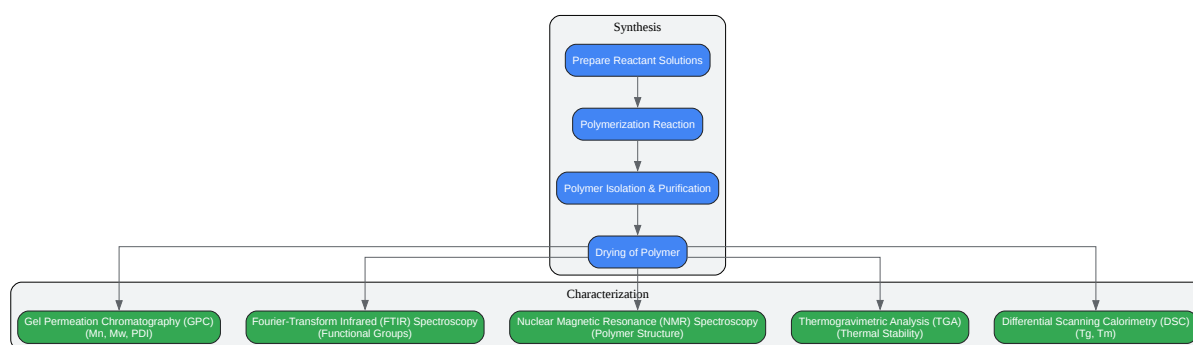 Synthesis
Prepare Reactant Solutions
Polymerization Reaction
Polymer Isolation & Purification
Drying of Polymer
Characterization
Gel Permeation Chromatography (GPC)
(Mn, Mw, PDI)
Fourier-Transform Infrared (FTIR) Spectroscopy
(Functional Groups)
Nuclear Magnetic Resonance (NMR) Spectroscopy
(Polymer Structure)
Thermogravimetric Analysis (TGA)
(Thermal Stability)
Differential Scanning Calorimetry (DSC)
(Tg, Tm)